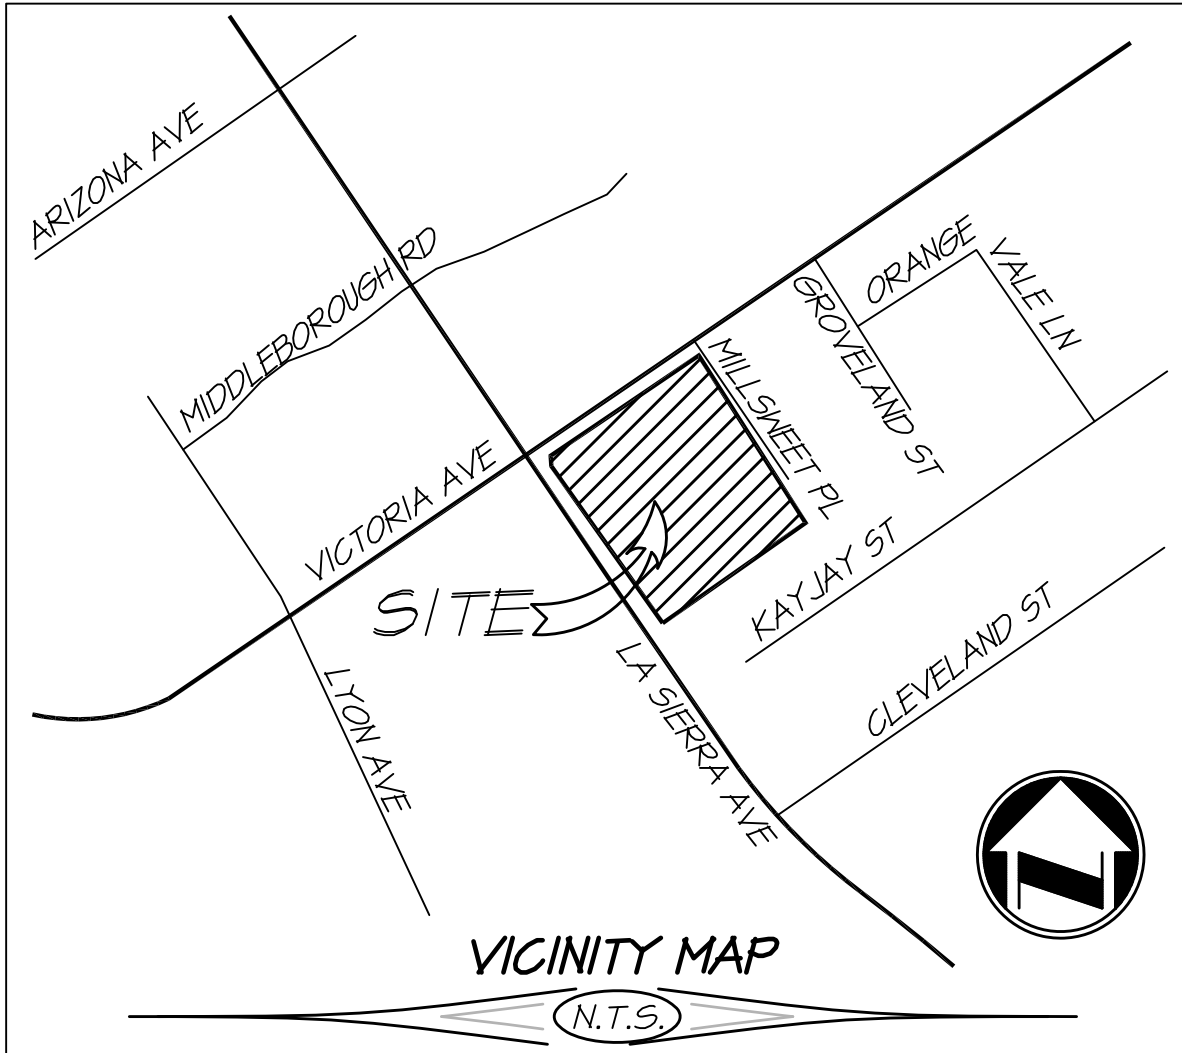 ARIZONA AVE
MIDDLEBOROUGH RD
ORANGE
VALE LN
GROVELAND ST
MILLSWEET PL
VICTORIA AVE
KAYJAY ST
SITE
CLEVELAND ST
LA SIERRA AVE
LYON AVE
N
VICINITY MAP
N.T.S.